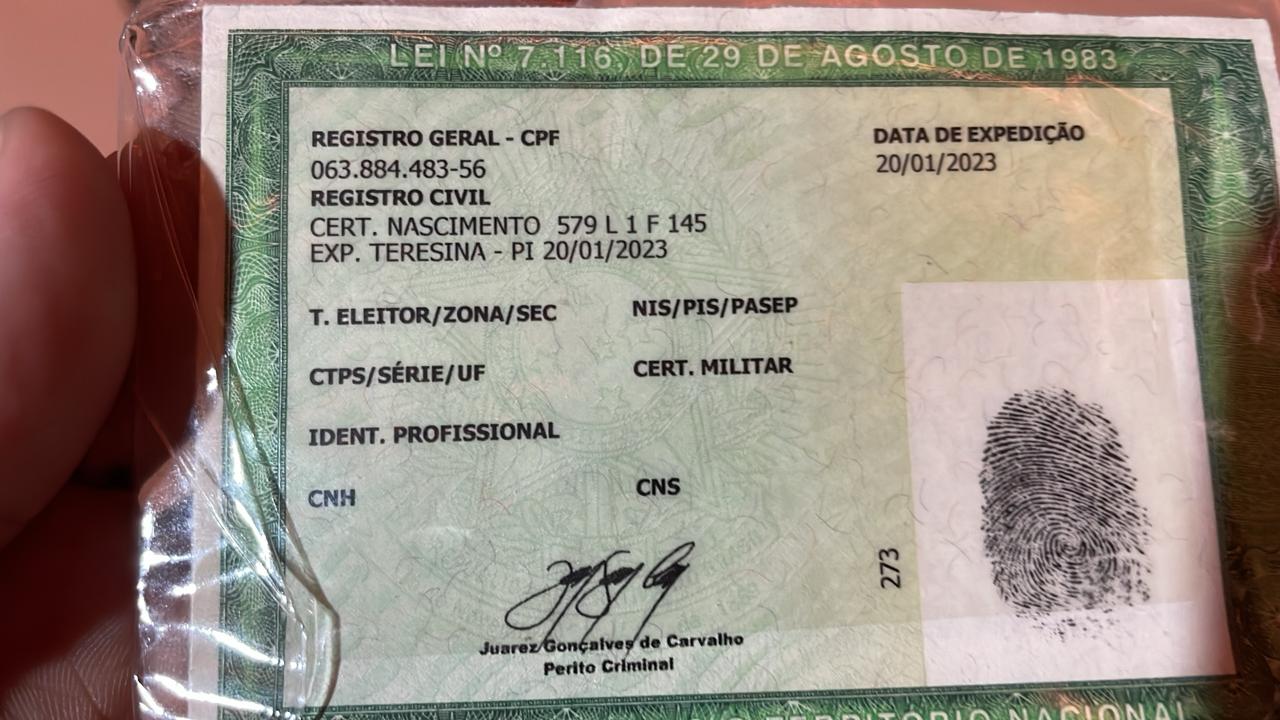 LEI Nº 7.116, DE 29 DE AGOSTO DE 1983
REGISTRO GERAL - CPF
063.884.483-56
DATA DE EXPEDIÇÃO
20/01/2023
REGISTRO CIVIL
CERT. NASCIMENTO 579 L 1 F 145
EXP. TERESINA - PI 20/01/2023
T. ELEITOR/ZONA/SEC
NIS/PIS/PASEP
CTPS/SÉRIE/UF
CERT. MILITAR
IDENT. PROFISSIONAL
CNH
CNS
273
Juarez Gonçalves de Carvalho
Perito Criminal
TERRITÓRIO NACIONAL